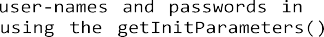 user-names and passwords in
using the getInitParameters()